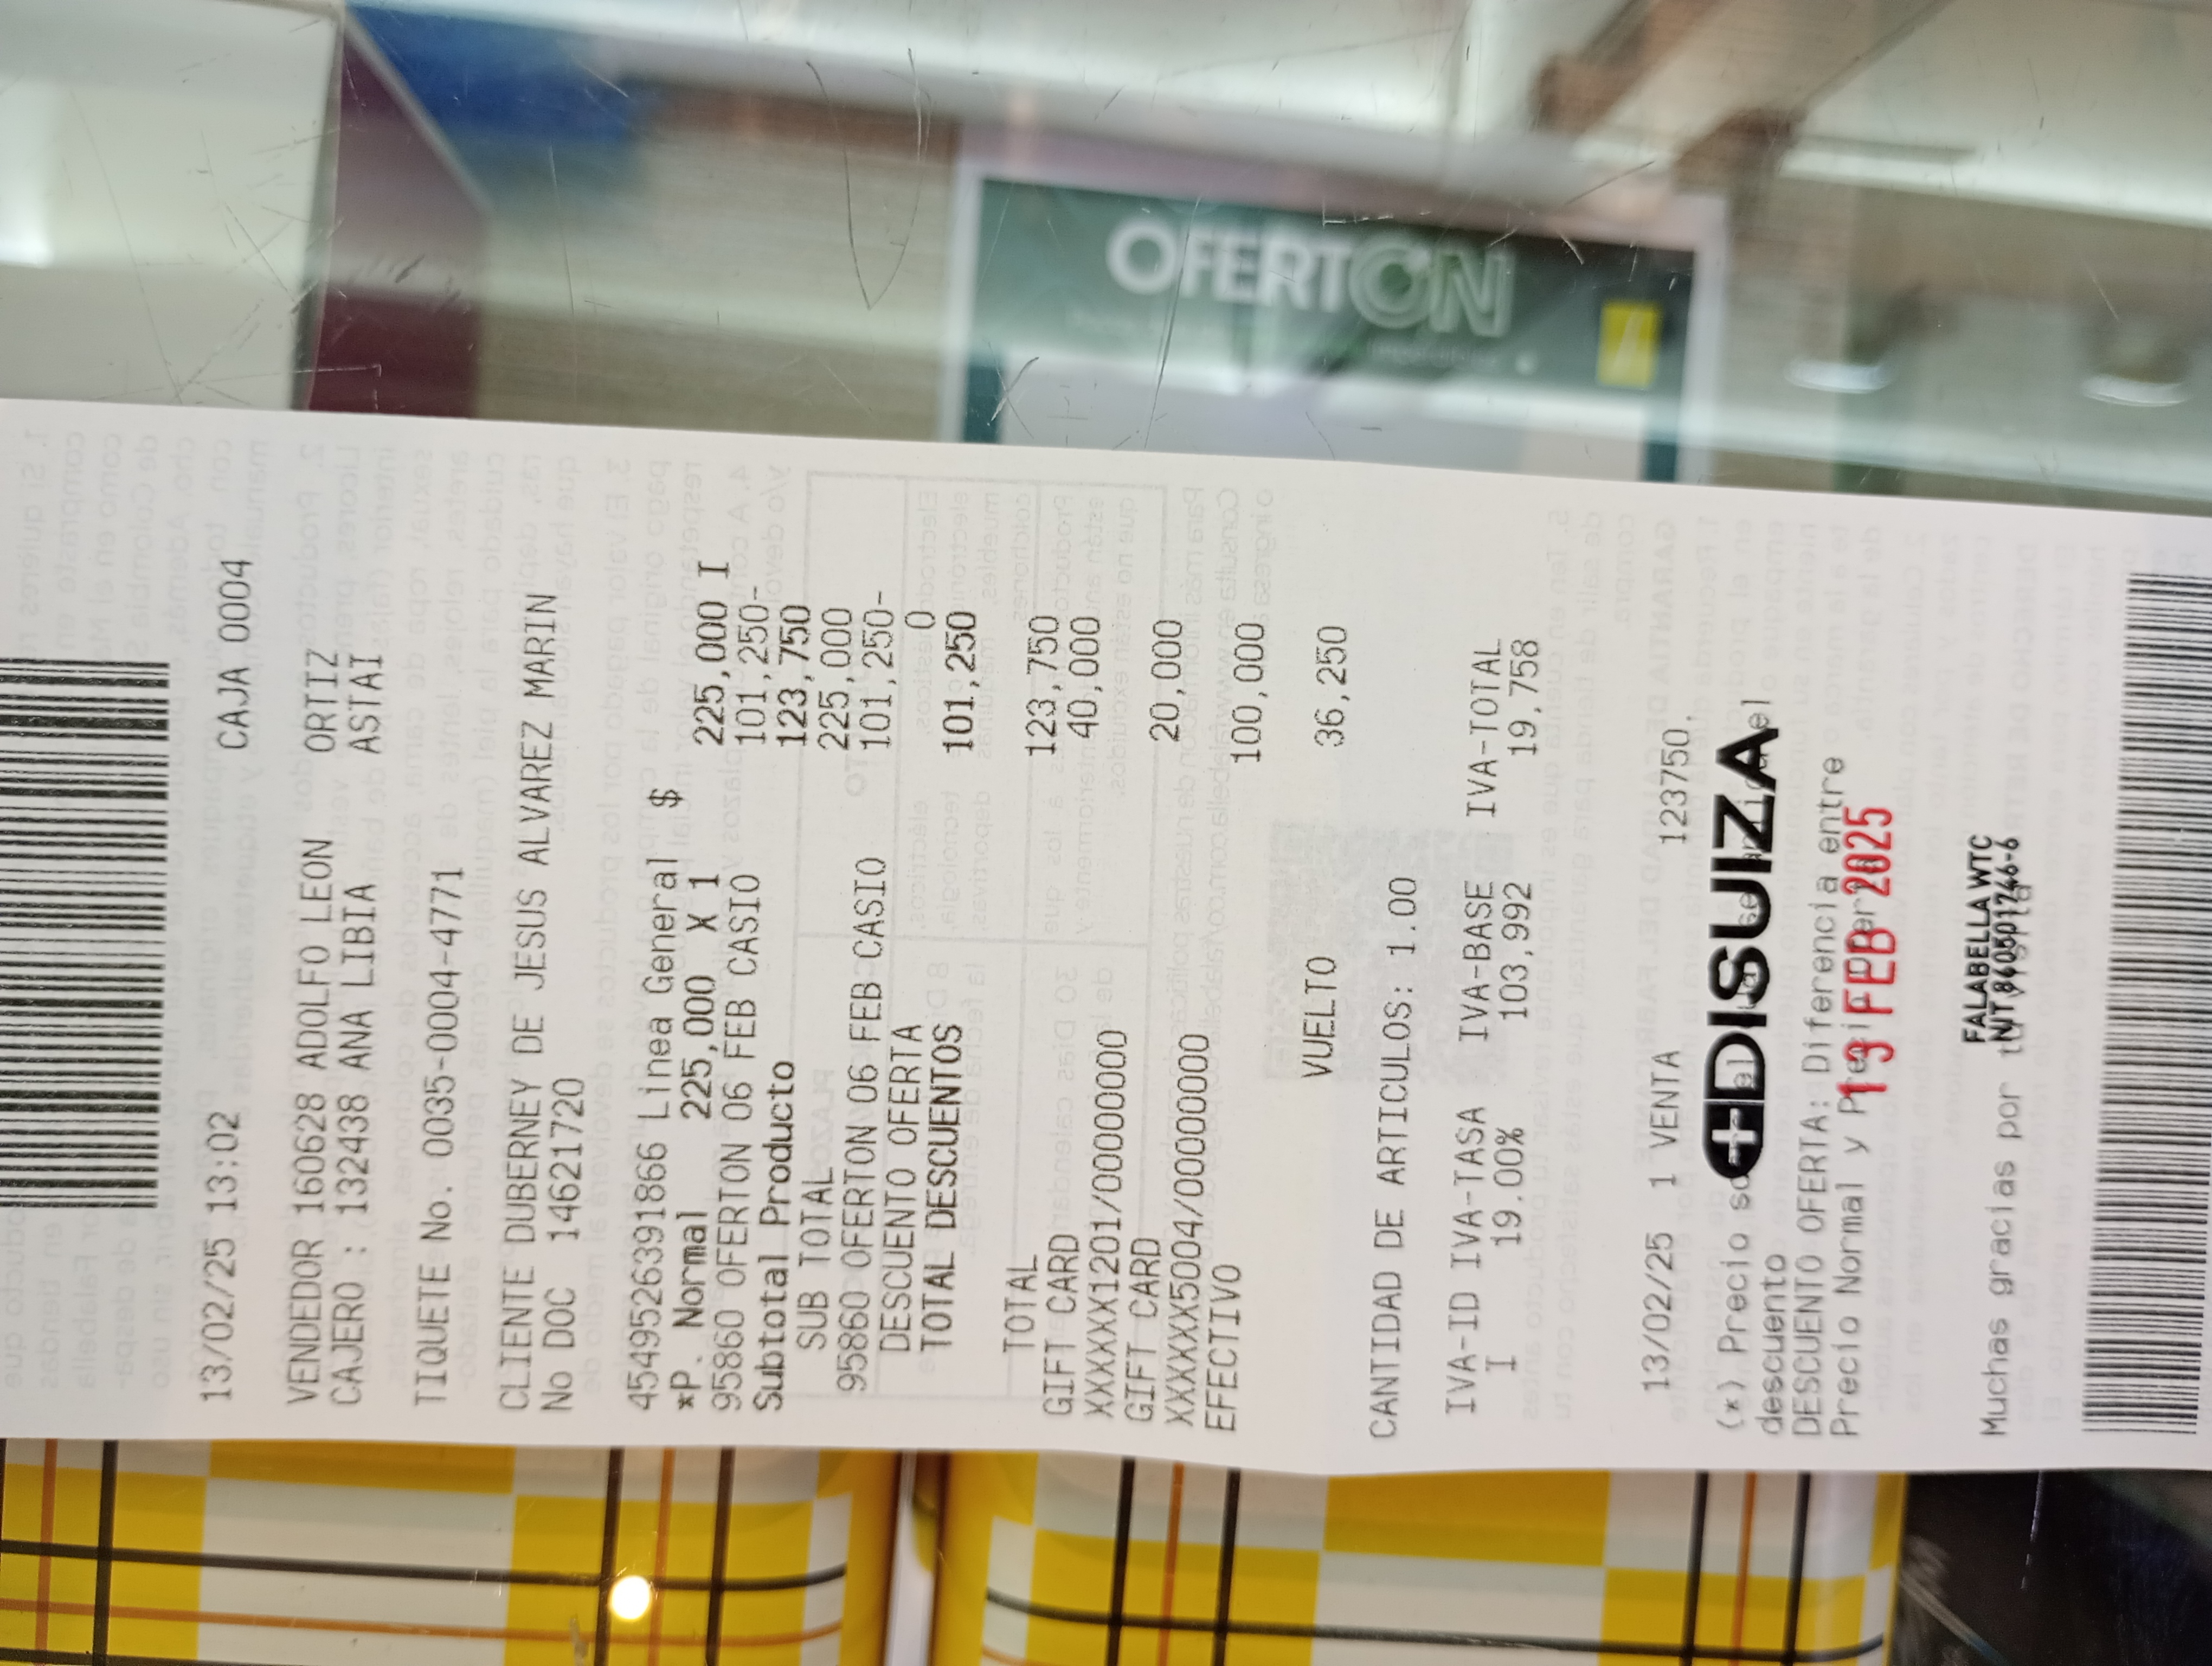 13/02/25 13:02 CAJA 0004
VENDEDOR 160628 ADOLFO LEON ORTIZ
CAJERO : 132438 ANA LIBIA ASTAI
TIQUETE No. 0035-0004-4771
CLIENTE DUBERNEY DE JESUS ALVAREZ MARIN
No DOC 14621720
4549526391866 Linea General $
*P. Normal 225,000 X 1 225,000 I
95860 OFERTON 06 FEB CASIO 101,250-
Subtotal Producto 123,750
SUB TOTAL 225,000
95860 OFERTON 06 FEB CASIO 101,250-
DESCUENTO OFERTA 0
TOTAL DESCUENTOS 101,250
TOTAL 123,750
GIFT CARD 40,000
XXXXXX1201/00000000
GIFT CARD 20,000
XXXXXX5004/00000000
EFECTIVO 100,000
VUELTO 36,250
CANTIDAD DE ARTICULOS: 1.00
IVA-ID IVA-TASA IVA-BASE IVA-TOTAL
I 19.00% 103,992 19,758
13/02/25 1 VENTA 123750.
(*) Precio
descuento
DESCUENTO OFERTA: Diferencia entre
Precio Normal y
DISUIZA
13 FEB 2025
FALABELLA WTC
Muchas gracias por
OFERTON